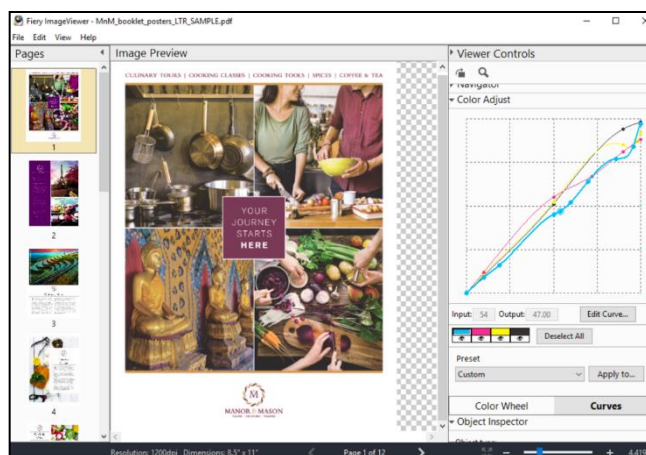 Fiery ImageViewer - MnM_booklet_posters_LTR_SAMPLE.pdf
File Edit View Help
Pages
Image Preview
Viewer Controls
Navigator
Color Adjust
CULINARY TOURS | COOKING CLASSES | COOKING TOOLS | SPICES | COFFEE & TEA
YOUR
JOURNEY
STARTS
HERE
1
2
3
4
M
MANOR & MASON
Input: 54 Output: 47.00 Edit Curve...
Deselect All
Preset
Custom Apply to...
Color Wheel Curves
Object Inspector
Resolution: 1200dpi Dimensions: 8.5" x 11" Page 1 of 12